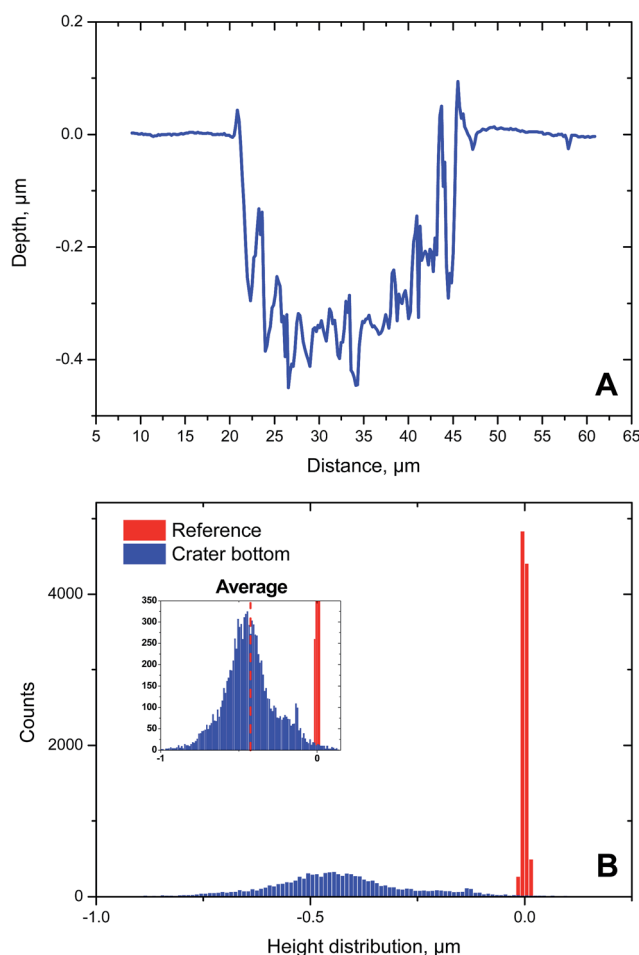 0.2
0.0
-0.2
-0.4
Depth, µm
A
5 10 15 20 25 30 35 40 45 50 55 60 65
Distance, µm
Reference
Crater bottom
Average
350
300
250
200
150
100
50
0
-1 0
4000
2000
0
Counts
B
-1.0 -0.5 0.0
Height distribution, µm